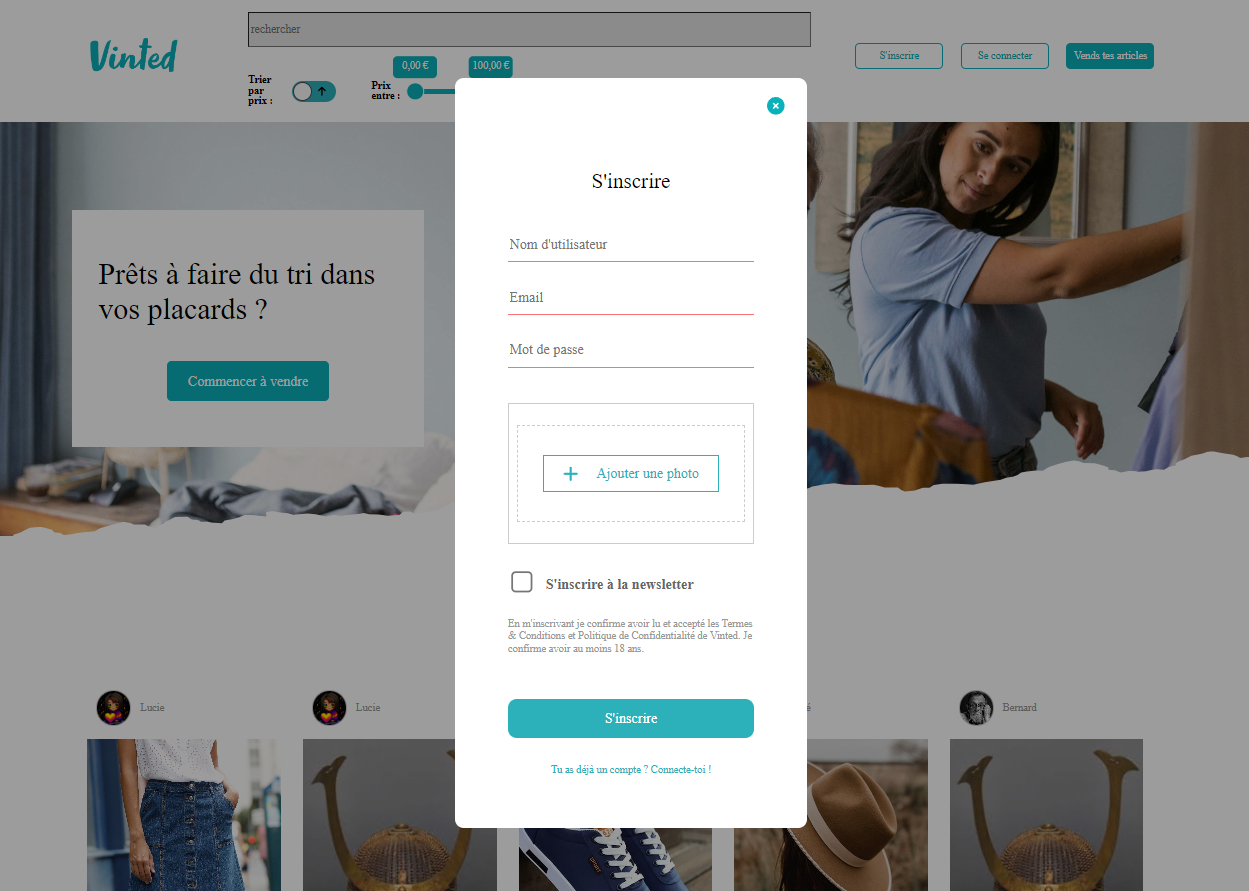 Vinted
rechercher
S'inscrire
Se connecter
Vends tes articles
Trier
par
prix :
Prix
entre :
0,00 €
100,00 €
Prêts à faire du tri dans
vos placards ?
Commencer à vendre
S'inscrire
Nom d'utilisateur
Email
Mot de passe
Ajouter une photo
S'inscrire à la newsletter
En m'inscrivant je confirme avoir lu et accepté les Termes
& Conditions et Politique de Confidentialité de Vinted. Je
confirme avoir au moins 18 ans.
S'inscrire
Tu as déjà un compte ? Connecte-toi !
Lucie
Lucie
Bernard